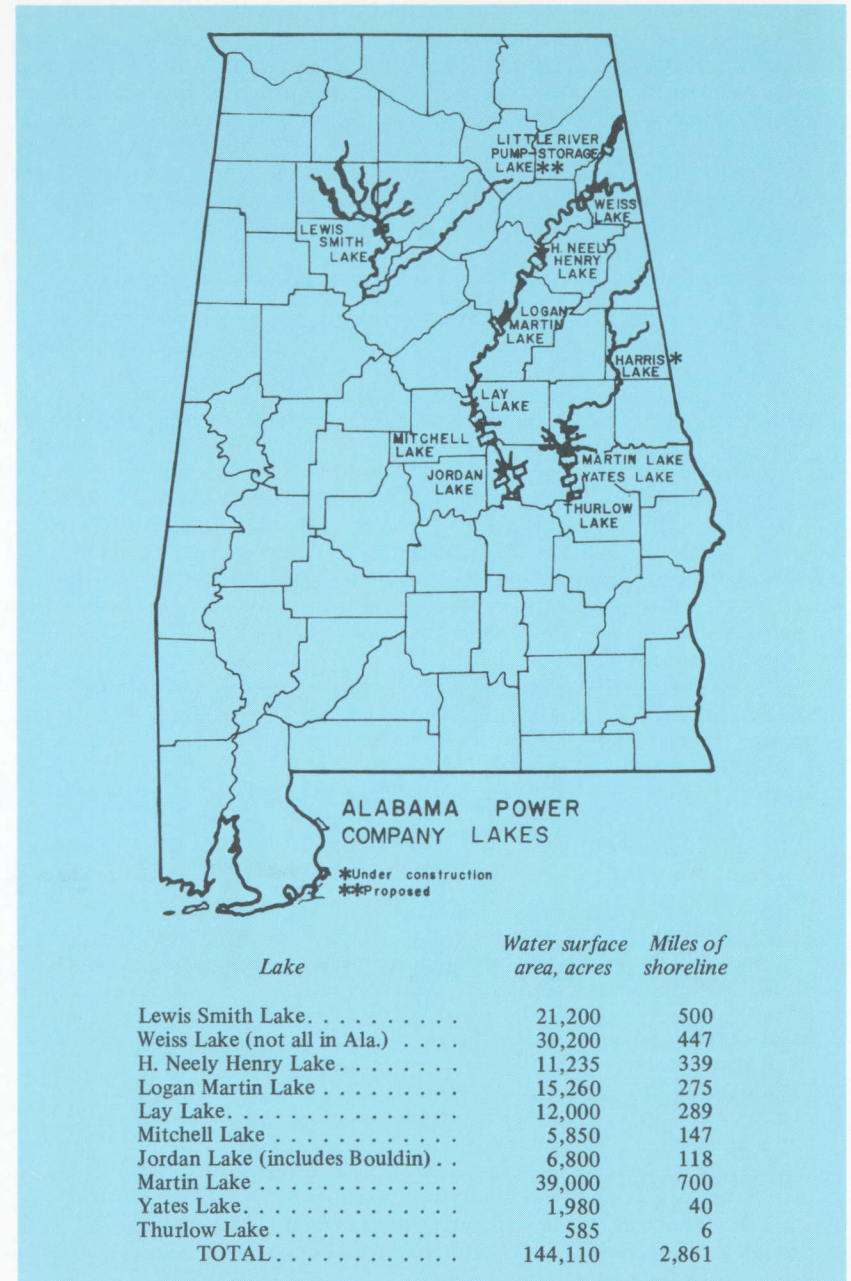 LITTLE RIVER
PUMP-STORAGE
LAKE**
WEISS
LAKE
LEWIS
SMITH
LAKE
H. NEELY
HENRY
LAKE
LOGAN
MARTIN
LAKE
HARRIS*
LAKE
LAY
LAKE
MITCHELL
LAKE
JORDAN
LAKE
MARTIN LAKE
YATES LAKE
THURLOW
LAKE
ALABAMA POWER
COMPANY LAKES
*Under construction
**Proposed
Lake Water surface area, acres Miles of shoreline
Lewis Smith Lake. . . . . . . . . . . 21,200 500
Weiss Lake (not all in Ala.) . . . . 30,200 447
H. Neely Henry Lake. . . . . . . . 11,235 339
Logan Martin Lake . . . . . . . . . 15,260 275
Lay Lake. . . . . . . . . . . . . . . . 12,000 289
Mitchell Lake . . . . . . . . . . . . . 5,850 147
Jordan Lake (includes Bouldin) . . 6,800 118
Martin Lake . . . . . . . . . . . . . . 39,000 700
Yates Lake. . . . . . . . . . . . . . . 1,980 40
Thurlow Lake . . . . . . . . . . . . . 585 6
TOTAL. . . . . . . . . . . . . 144,110 2,861